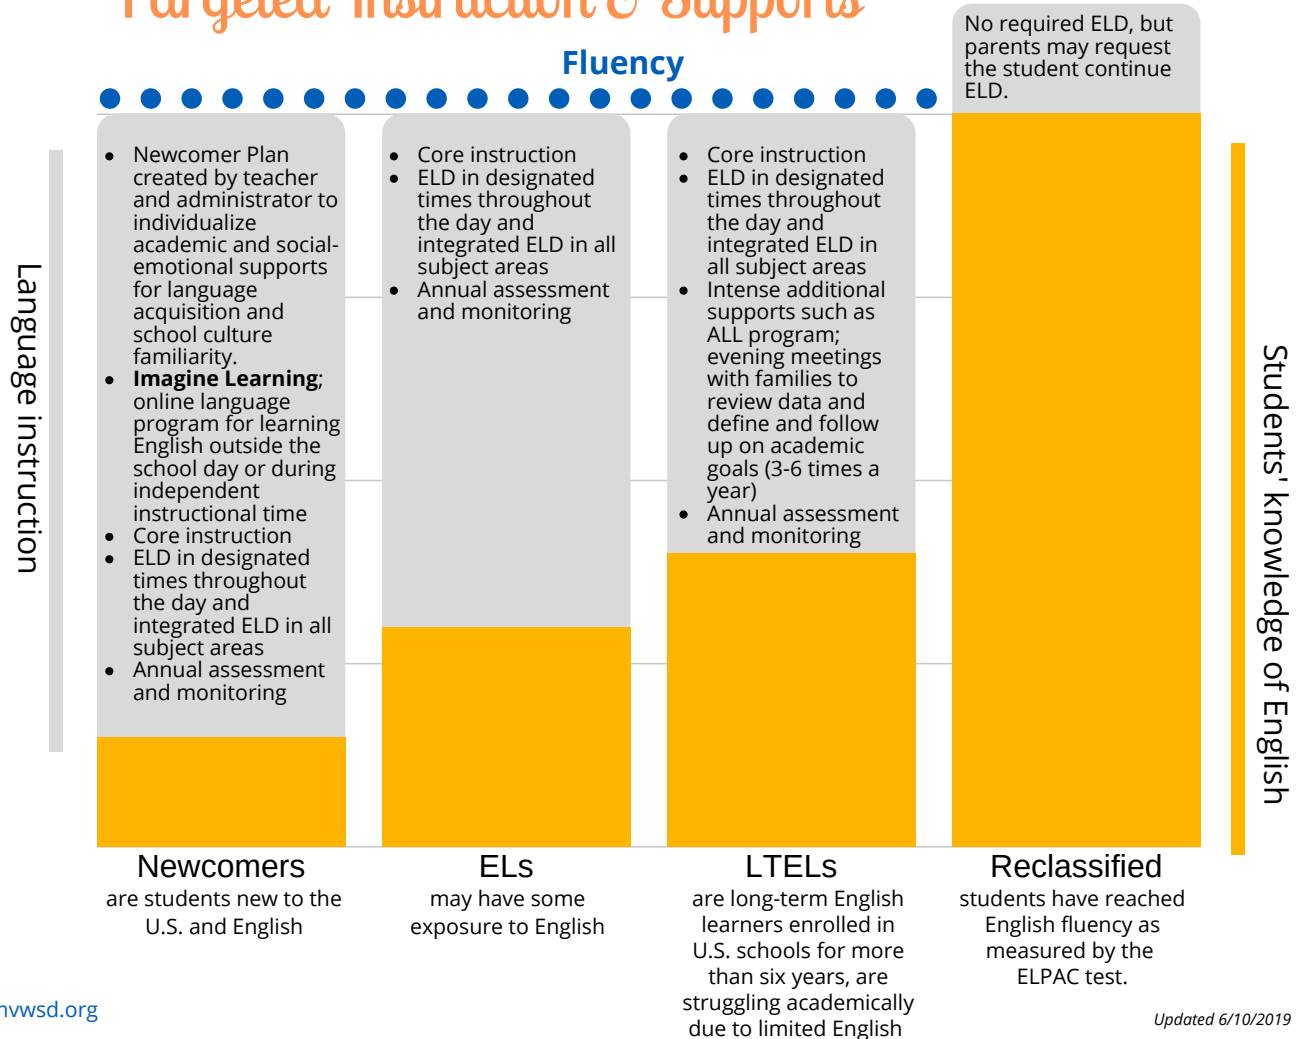 Targeted Instruction & Supports
Fluency
No required ELD, but
parents may request
the student continue
ELD.
Language instruction
• Newcomer Plan
created by teacher
and administrator to
individualize
academic and social-
emotional supports
for language
acquisition and
school culture
familiarity.
• Imagine Learning;
online language
program for learning
English outside the
school day or during
independent
instructional time
• Core instruction
• ELD in designated
times throughout
the day and
integrated ELD in all
subject areas
• Annual assessment
and monitoring
• Core instruction
• ELD in designated
times throughout
the day and
integrated ELD in all
subject areas
• Annual assessment
and monitoring
• Core instruction
• ELD in designated
times throughout
the day and
integrated ELD in
all subject areas
• Intense additional
supports such as
ALL program;
evening meetings
with families to
review data and
define and follow
up on academic
goals (3-6 times a
year)
• Annual assessment
and monitoring
Students' knowledge of English
Newcomers
are students new to the
U.S. and English
ELs
may have some
exposure to English
LTELs
are long-term English
learners enrolled in
U.S. schools for more
than six years, are
struggling academically
due to limited English
Reclassified
students have reached
English fluency as
measured by the
ELPAC test.
mvwsd.org
Updated 6/10/2019